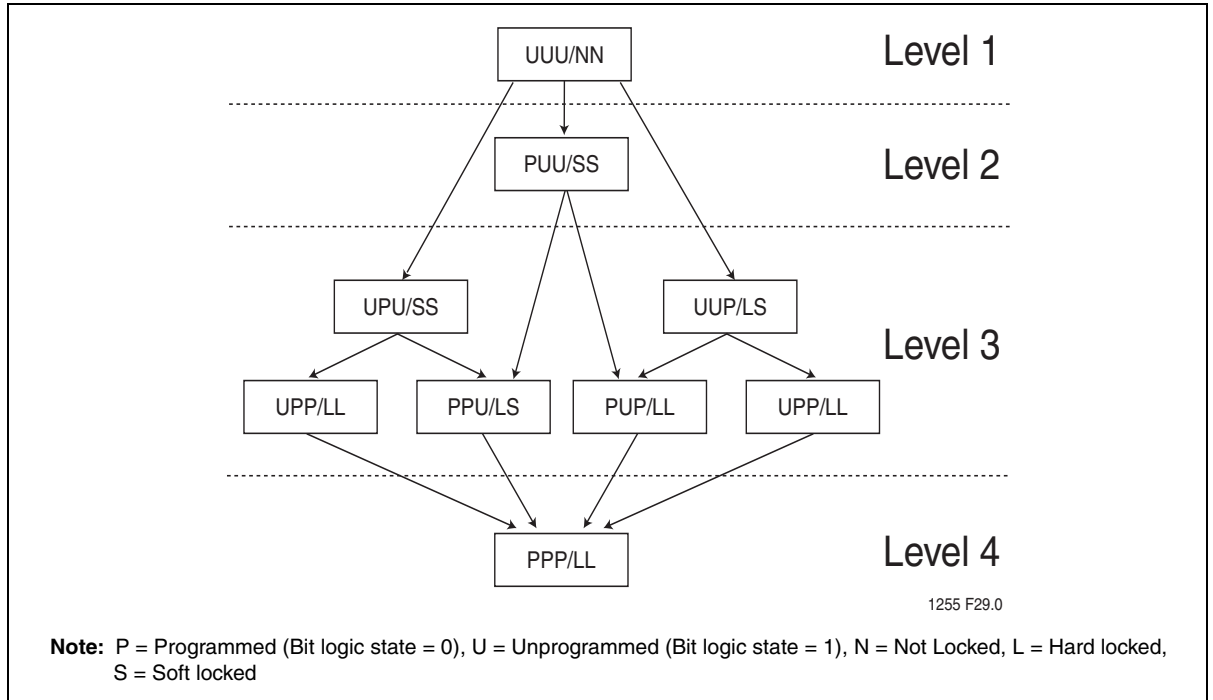 UUU/NN
Level 1
PUU/SS
Level 2
UPU/SS
UUP/LS
Level 3
UPP/LL
PPU/LS
PUP/LL
UPP/LL
PPP/LL
Level 4
1255 F29.0
Note: P = Programmed (Bit logic state = 0), U = Unprogrammed (Bit logic state = 1), N = Not Locked, L = Hard locked,
S = Soft locked